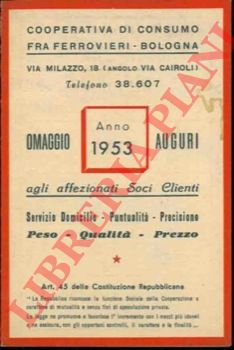 COOPERATIVA DI CONSUMO
FRA FERROVIERI - BOLOGNA
VIA MILAZZO, 18 (ANGOLO VIA CAIROLI)
Telefono 38.607
OMAGGIO Anno 1953 AUGURI
agli affezionati Soci Clienti
Servizio Domicilio - Puntualità - Precisione
Peso - Qualità - Prezzo
Art. 45 della Costituzione Repubblicana
"La Repubblica riconosce la funzione Sociale della Cooperazione a
carattere di mutualità e senza fini di speculazione privata.
La legge ne promuove e favorisce l'incremento con i mezzi più idonei
e ne assicura, con gli opportuni controlli, il carattere e le finalità ...
LIBRERIA PIANI